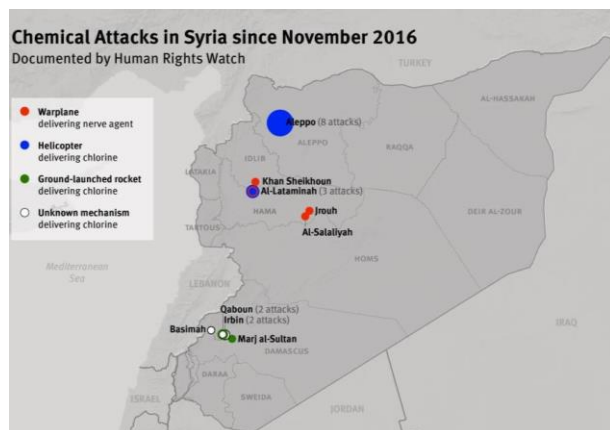 Chemical Attacks in Syria since November 2016
Documented by Human Rights Watch
TURKEY
Warplane
delivering nerve agent
Helicopter
delivering chlorine
Ground-launched rocket
delivering chlorine
Unknown mechanism
delivering chlorine
AL-HASSAKAH
Aleppo (8 attacks)
ALEPPO
RAQQA
IDLIB
LATAKIA
Khan Sheikhoun
Al-Lataminah (3 attacks)
HAMA
Jrouh
Al-Salaliyah
DEIR AL-ZOUR
TARTOUS
HOMS
Mediterranean
Sea
LEBANON
Qaboun (2 attacks)
Irbin (2 attacks)
Basimah
Marj al-Sultan
DAMASCUS
IRAQ
DARAA
SWEIDA
ISRAEL
JORDAN